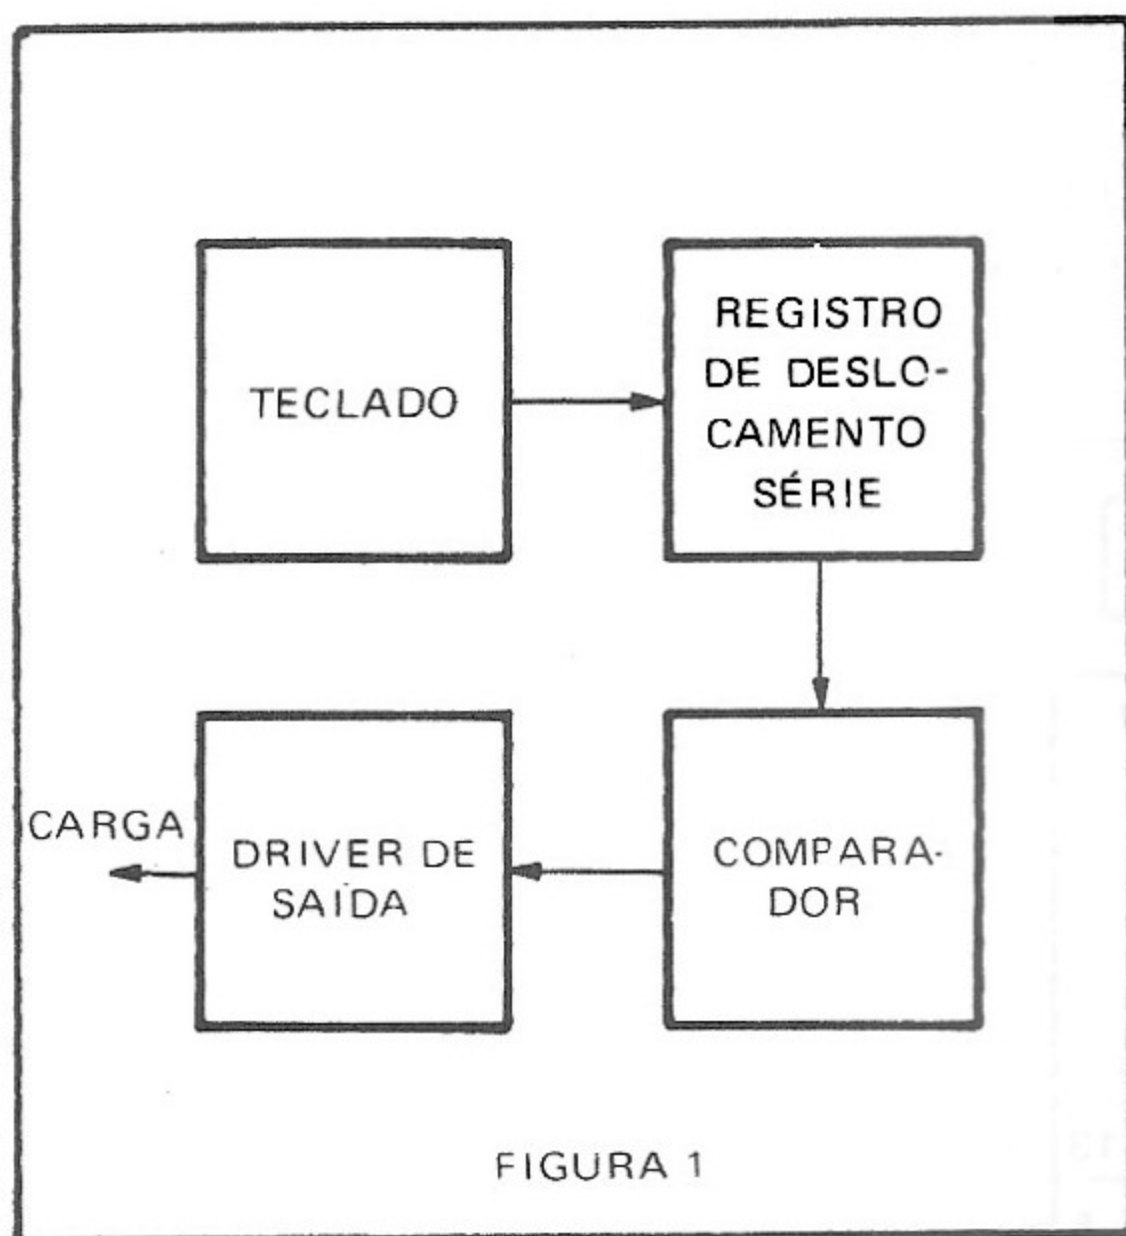 TECLADO
REGISTRO
DE DESLO-
CAMENTO
SÉRIE
COMPARA-
DOR
DRIVER DE
SAÍDA
CARGA
FIGURA 1